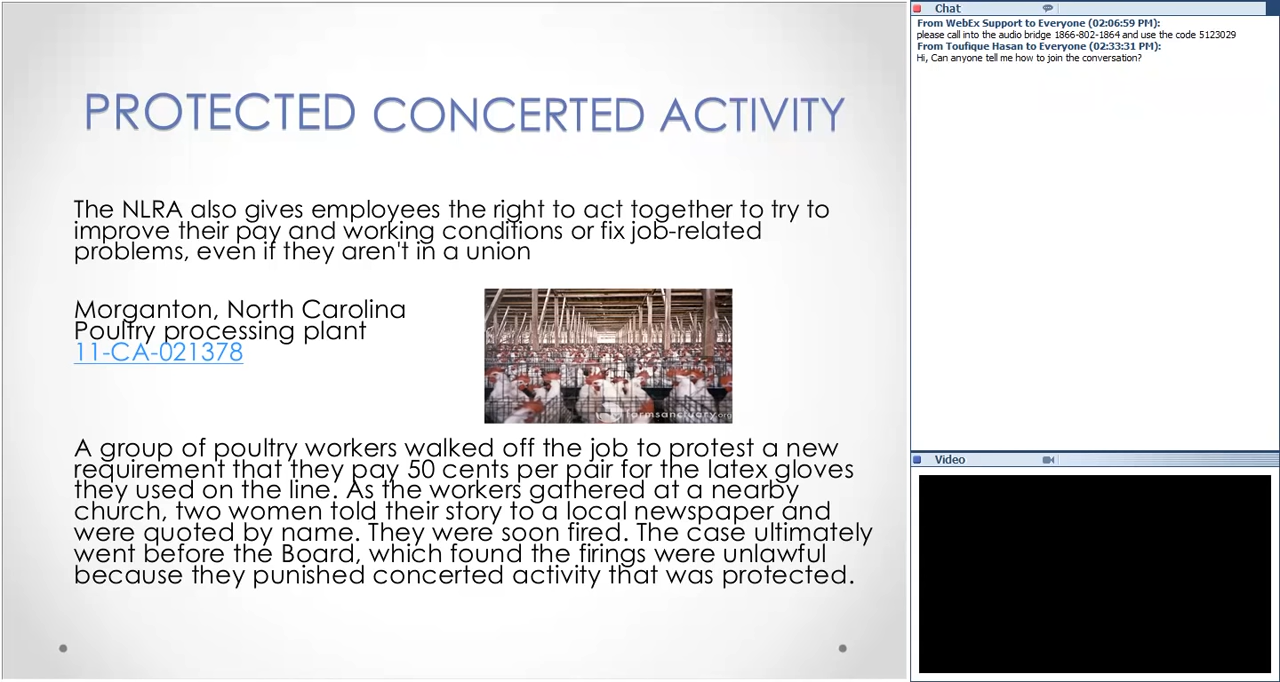 PROTECTED CONCERTED ACTIVITY
The NLRA also gives employees the right to act together to try to
improve their pay and working conditions or fix job-related
problems, even if they aren't in a union
Morganton, North Carolina
Poultry processing plant
11-CA-021378
farmsanctuary.org
A group of poultry workers walked off the job to protest a new
requirement that they pay 50 cents per pair for the latex gloves
they used on the line. As the workers gathered at a nearby
church, two women told their story to a local newspaper and
were quoted by name. They were soon fired. The case ultimately
went before the Board, which found the firings were unlawful
because they punished concerted activity that was protected.
Chat
From WebEx Support to Everyone (02:06:59 PM):
please call into the audio bridge 1866-802-1864 and use the code 5123029
From Toufique Hasan to Everyone (02:33:31 PM):
Hi, Can anyone tell me how to join the conversation?
Video